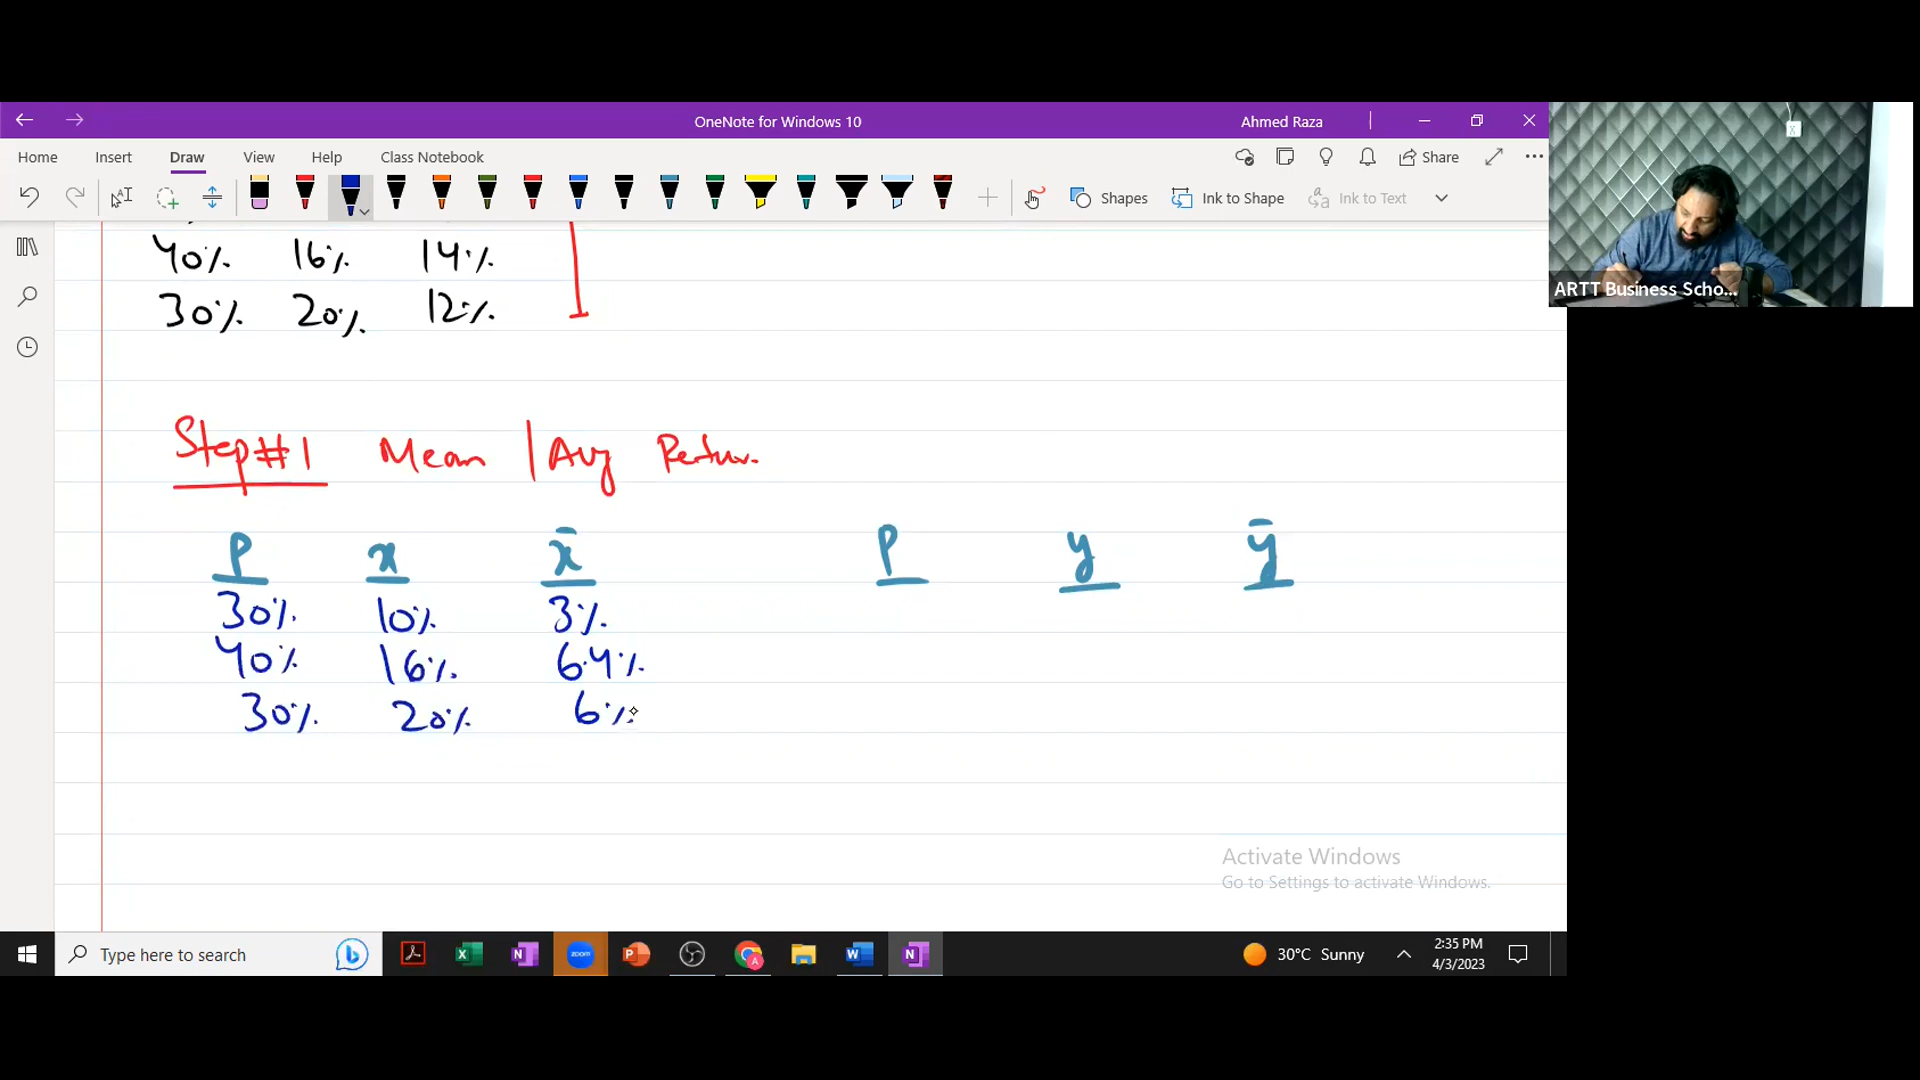 OneNote for Windows 10
Ahmed Raza
Home Insert Draw View Help Class Notebook
Share
Shapes Ink to Shape Ink to Text
ARTT Business Scho...
40% 16% 14%
30% 20% 12%
Step#1 Mean | Avg Return.
P x x̄ P y ȳ
30% 10% 3%
40% 16% 6.4%
30% 20% 6%
Activate Windows
Go to Settings to activate Windows.
Type here to search
zoom
30°C Sunny
2:35 PM
4/3/2023